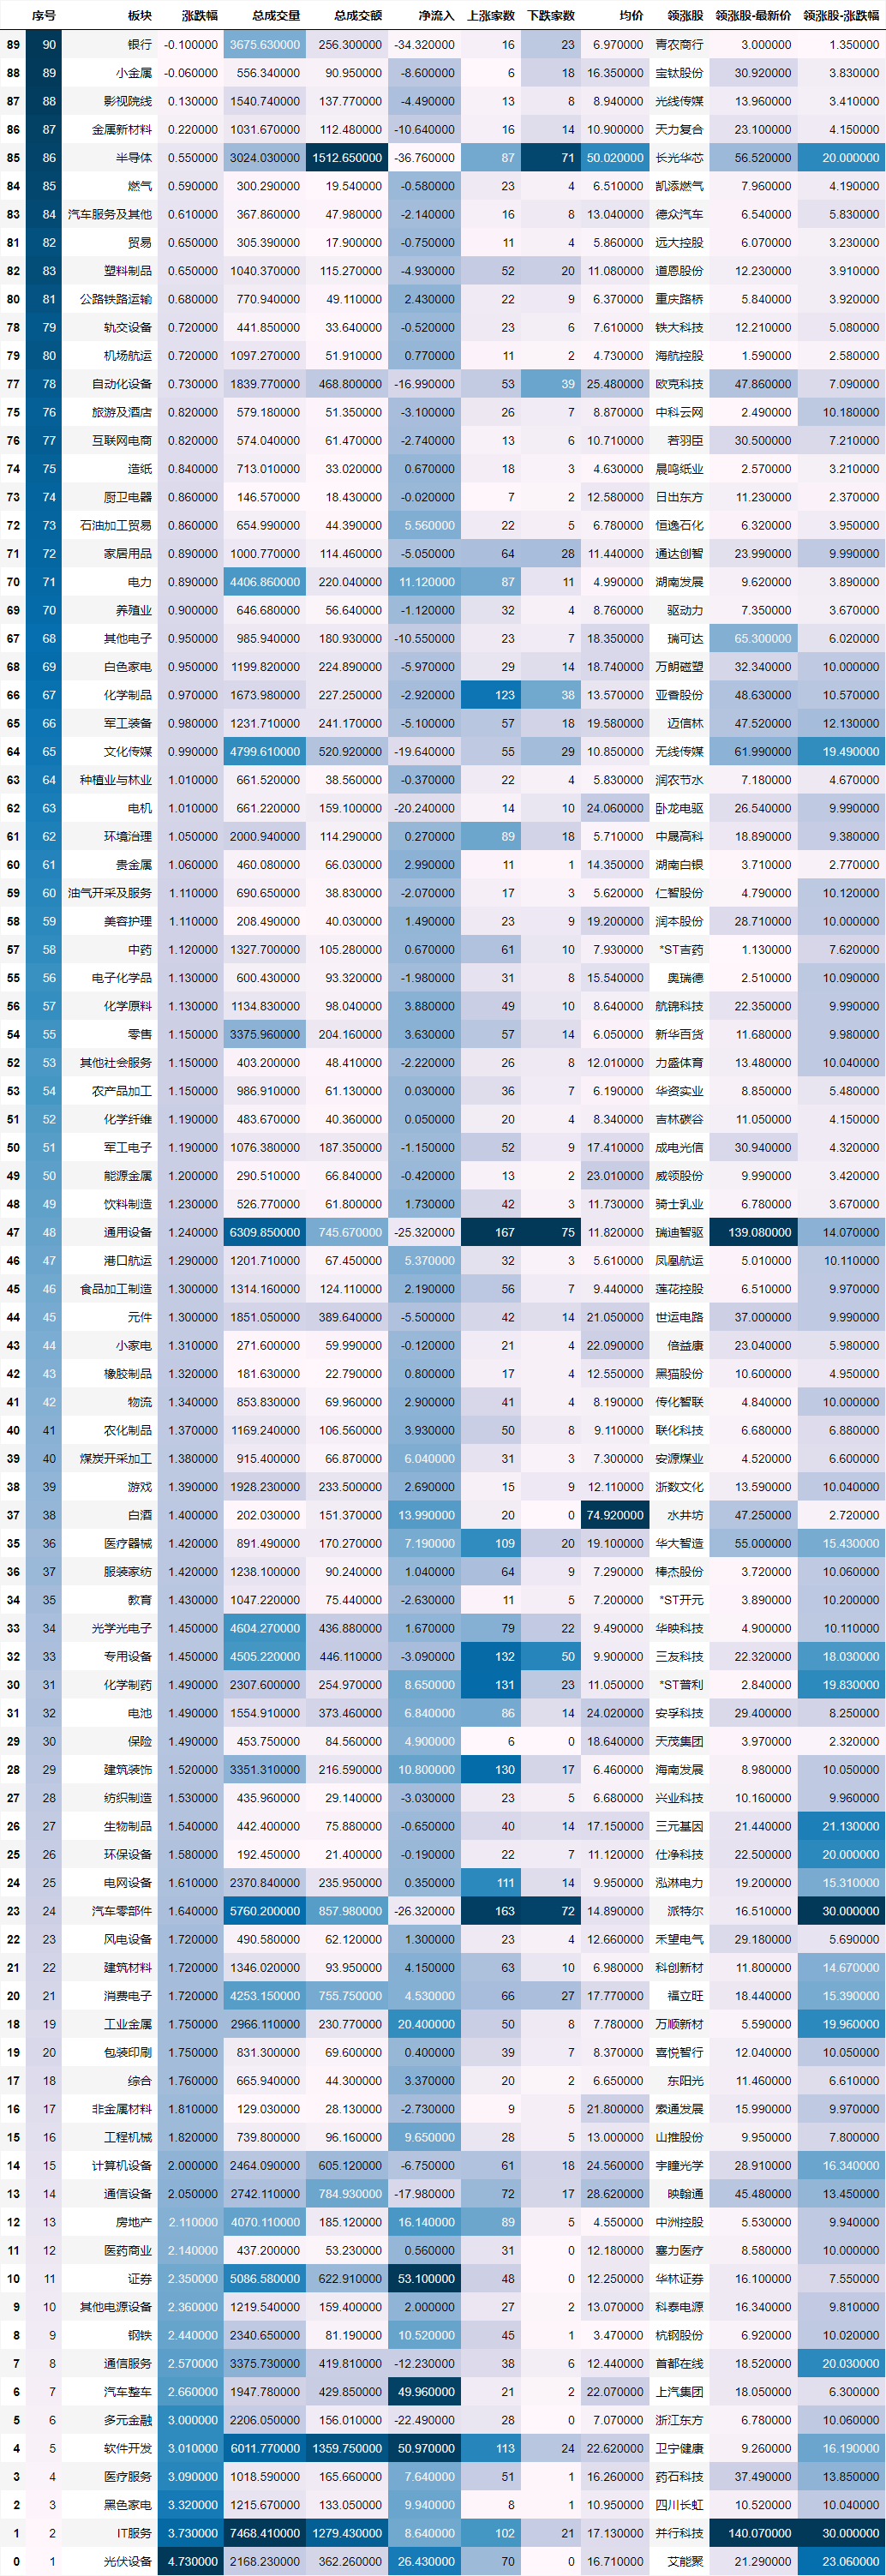 序号 板块 涨跌幅 总成交量 总成交额 净流入 上涨家数 下跌家数 均价 领涨股 领涨股-最新价 领涨股-涨跌幅
89 90 银行 -0.100000 3675.630000 256.300000 -34.320000 16 23 6.970000 青农商行 3.000000 1.350000
88 89 小金属 -0.060000 556.340000 90.950000 -8.600000 6 18 16.350000 宝钛股份 30.920000 3.830000
87 88 影视院线 0.130000 1540.740000 137.770000 -4.490000 13 8 8.940000 光线传媒 13.960000 3.410000
86 87 金属新材料 0.220000 1031.670000 112.480000 -10.640000 16 14 10.900000 天力复合 23.100000 4.150000
85 86 半导体 0.550000 3024.030000 1512.650000 -36.760000 87 71 50.020000 长光华芯 56.520000 20.000000
84 85 燃气 0.590000 300.290000 19.540000 -0.580000 23 4 6.510000 凯添燃气 7.960000 4.190000
83 84 汽车服务及其他 0.610000 367.860000 47.980000 -2.140000 16 8 13.040000 德众汽车 6.540000 5.830000
81 82 贸易 0.650000 305.390000 17.900000 -0.750000 11 4 5.860000 远大控股 6.070000 3.230000
82 83 塑料制品 0.650000 1040.370000 115.270000 -4.930000 52 20 11.080000 道恩股份 12.230000 3.910000
80 81 公路铁路运输 0.680000 770.940000 49.110000 2.430000 22 9 6.370000 重庆路桥 5.840000 3.920000
78 79 轨交设备 0.720000 441.850000 33.640000 -0.520000 23 6 7.610000 铁大科技 12.210000 5.080000
79 80 机场航运 0.720000 1097.270000 51.910000 0.770000 11 2 4.730000 海航控股 1.590000 2.580000
77 78 自动化设备 0.730000 1839.770000 468.800000 -16.990000 53 39 25.480000 欧克科技 47.860000 7.090000
75 76 旅游及酒店 0.820000 579.180000 51.350000 -3.100000 26 7 8.870000 中科云网 2.490000 10.180000
76 77 互联网电商 0.820000 574.040000 61.470000 -2.740000 13 6 10.710000 若羽臣 30.500000 7.210000
74 75 造纸 0.840000 713.010000 33.020000 0.670000 18 3 4.630000 晨鸣纸业 2.570000 3.210000
73 74 厨卫电器 0.860000 146.570000 18.430000 -0.020000 7 2 12.580000 日出东方 11.230000 2.370000
72 73 石油加工贸易 0.860000 654.990000 44.390000 5.560000 22 5 6.780000 恒逸石化 6.320000 3.950000
71 72 家居用品 0.890000 1000.770000 114.460000 -5.050000 64 28 11.440000 通达创智 23.990000 9.990000
70 71 电力 0.890000 4406.860000 220.040000 11.120000 87 11 4.990000 湖南发展 9.620000 3.890000
69 70 养殖业 0.900000 646.680000 56.640000 -1.120000 32 4 8.760000 驱动力 7.350000 3.670000
67 68 其他电子 0.950000 985.940000 180.930000 -10.550000 23 7 18.350000 瑞可达 65.300000 6.020000
68 69 白色家电 0.950000 1199.820000 224.890000 -5.970000 29 14 18.740000 万朗磁塑 32.340000 10.000000
66 67 化学制品 0.970000 1673.980000 227.250000 -2.920000 123 38 13.570000 亚香股份 48.630000 10.570000
65 66 军工装备 0.980000 1231.710000 241.170000 -5.100000 57 18 19.580000 迈信林 47.520000 12.130000
64 65 文化传媒 0.990000 4799.610000 520.920000 -19.640000 55 29 10.850000 无线传媒 61.990000 19.490000
63 64 种植业与林业 1.010000 661.520000 38.560000 -0.370000 22 4 5.830000 润农节水 7.180000 4.670000
62 63 电机 1.010000 661.220000 159.100000 -20.240000 14 10 24.060000 卧龙电驱 26.540000 9.990000
61 62 环境治理 1.050000 2000.940000 114.290000 0.270000 89 18 5.710000 中晟高科 18.890000 9.380000
60 61 贵金属 1.060000 460.080000 66.030000 2.990000 11 1 14.350000 湖南白银 3.710000 2.770000
59 60 油气开采及服务 1.110000 690.650000 38.830000 -2.070000 17 3 5.620000 仁智股份 4.790000 10.120000
58 59 美容护理 1.110000 208.490000 40.030000 1.490000 23 9 19.200000 润本股份 28.710000 10.000000
57 58 中药 1.120000 1327.700000 105.280000 0.670000 61 10 7.930000 *ST吉药 1.130000 7.620000
55 56 电子化学品 1.130000 600.430000 93.320000 -1.980000 31 8 15.540000 奥瑞德 2.510000 10.090000
56 57 化学原料 1.130000 1134.830000 98.040000 3.880000 49 10 8.640000 航锦科技 22.350000 9.990000
54 55 零售 1.150000 3375.960000 204.160000 3.630000 57 14 6.050000 新华百货 11.680000 9.980000
52 53 其他社会服务 1.150000 403.200000 48.410000 -2.220000 26 8 12.010000 力盛体育 13.480000 10.040000
53 54 农产品加工 1.150000 986.910000 61.130000 0.030000 36 7 6.190000 华资实业 8.850000 5.480000
51 52 化学纤维 1.190000 483.670000 40.360000 0.050000 20 4 8.340000 吉林碳谷 11.050000 4.150000
50 51 军工电子 1.190000 1076.380000 187.350000 -1.150000 52 9 17.410000 成电光信 30.940000 4.320000
49 50 能源金属 1.200000 290.510000 66.840000 -0.420000 13 2 23.010000 威领股份 9.990000 3.420000
48 49 饮料制造 1.230000 526.770000 61.800000 1.730000 42 3 11.730000 骑士乳业 6.780000 3.670000
47 48 通用设备 1.240000 6309.850000 745.670000 -25.320000 167 75 11.820000 瑞迪智驱 139.080000 14.070000
46 47 港口航运 1.290000 1201.710000 67.450000 5.370000 32 3 5.610000 凤凰航运 5.010000 10.110000
45 46 食品加工制造 1.300000 1314.160000 124.110000 2.190000 56 7 9.440000 莲花控股 6.510000 9.970000
44 45 元件 1.300000 1851.050000 389.640000 -5.500000 42 14 21.050000 世运电路 37.000000 9.990000
43 44 小家电 1.310000 271.600000 59.990000 -0.120000 21 4 22.090000 倍益康 23.040000 5.980000
42 43 橡胶制品 1.320000 181.630000 22.790000 0.800000 17 4 12.550000 黑猫股份 10.600000 4.950000
41 42 物流 1.340000 853.830000 69.960000 2.900000 41 4 8.190000 传化智联 4.840000 10.000000
40 41 农化制品 1.370000 1169.240000 106.560000 3.930000 50 8 9.110000 联化科技 6.680000 6.880000
39 40 煤炭开采加工 1.380000 915.400000 66.870000 6.040000 31 3 7.300000 安源煤业 4.520000 6.600000
38 39 游戏 1.390000 1928.230000 233.500000 2.690000 15 9 12.110000 浙数文化 13.590000 10.040000
37 38 白酒 1.400000 202.030000 151.370000 13.990000 20 0 74.920000 水井坊 47.250000 2.720000
35 36 医疗器械 1.420000 891.490000 170.270000 7.190000 109 20 19.100000 华大智造 55.000000 15.430000
36 37 服装家纺 1.420000 1238.100000 90.240000 1.040000 64 9 7.290000 棒杰股份 3.720000 10.060000
34 35 教育 1.430000 1047.220000 75.440000 -2.630000 11 5 7.200000 *ST开元 3.890000 10.200000
33 34 光学光电子 1.450000 4604.270000 436.880000 1.670000 79 22 9.490000 华映科技 4.900000 10.110000
32 33 专用设备 1.450000 4505.220000 446.110000 -3.090000 132 50 9.900000 三友科技 22.320000 18.030000
30 31 化学制药 1.490000 2307.600000 254.970000 8.650000 131 23 11.050000 *ST普利 2.840000 19.830000
31 32 电池 1.490000 1554.910000 373.460000 6.840000 86 14 24.020000 安孚科技 29.400000 8.250000
29 30 保险 1.490000 453.750000 84.560000 4.900000 6 0 18.640000 天茂集团 3.970000 2.320000
28 29 建筑装饰 1.520000 3351.310000 216.590000 10.800000 130 17 6.460000 海南发展 8.980000 10.050000
27 28 纺织制造 1.530000 435.960000 29.140000 -3.030000 23 5 6.680000 兴业科技 10.160000 9.960000
26 27 生物制品 1.540000 442.400000 75.880000 -0.650000 40 14 17.150000 三元基因 21.440000 21.130000
25 26 环保设备 1.580000 192.450000 21.400000 -0.190000 22 7 11.120000 仕净科技 22.500000 20.000000
24 25 电网设备 1.610000 2370.840000 235.950000 0.350000 111 14 9.950000 泓淋电力 19.200000 15.310000
23 24 汽车零部件 1.640000 5760.200000 857.980000 -26.320000 163 72 14.890000 派特尔 16.510000 30.000000
22 23 风电设备 1.720000 490.580000 62.120000 1.300000 23 4 12.660000 禾望电气 29.180000 5.690000
21 22 建筑材料 1.720000 1346.020000 93.950000 4.150000 63 10 6.980000 科创新材 11.800000 14.670000
20 21 消费电子 1.720000 4253.150000 755.750000 4.530000 66 27 17.770000 福立旺 18.440000 15.390000
18 19 工业金属 1.750000 2966.110000 230.770000 20.400000 50 8 7.780000 万顺新材 5.590000 19.960000
19 20 包装印刷 1.750000 831.300000 69.600000 0.400000 39 7 8.370000 喜悦智行 12.040000 10.050000
17 18 综合 1.760000 665.940000 44.300000 3.370000 20 2 6.650000 东阳光 11.460000 6.610000
16 17 非金属材料 1.810000 129.030000 28.130000 -2.730000 9 5 21.800000 索通发展 15.990000 9.970000
15 16 工程机械 1.820000 739.800000 96.160000 9.650000 28 5 13.000000 山推股份 9.950000 7.800000
14 15 计算机设备 2.000000 2464.090000 605.120000 -6.750000 61 18 24.560000 宇瞳光学 28.910000 16.340000
13 14 通信设备 2.050000 2742.110000 784.930000 -17.980000 72 17 28.620000 映翰通 45.480000 13.450000
12 13 房地产 2.110000 4070.110000 185.120000 16.140000 89 5 4.550000 中洲控股 5.530000 9.940000
11 12 医药商业 2.140000 437.200000 53.230000 0.560000 31 0 12.180000 塞力医疗 8.580000 10.000000
10 11 证券 2.350000 5086.580000 622.910000 53.100000 48 0 12.250000 华林证券 16.100000 7.550000
9 10 其他电源设备 2.360000 1219.540000 159.400000 2.000000 27 2 13.070000 科泰电源 16.340000 9.810000
8 9 钢铁 2.440000 2340.650000 81.190000 10.520000 45 1 3.470000 杭钢股份 6.920000 10.020000
7 8 通信服务 2.570000 3375.730000 419.810000 -12.230000 38 6 12.440000 首都在线 18.520000 20.030000
6 7 汽车整车 2.660000 1947.780000 429.850000 49.960000 21 2 22.070000 上汽集团 18.050000 6.300000
5 6 多元金融 3.000000 2206.050000 156.010000 -22.490000 28 0 7.070000 浙江东方 6.780000 10.060000
4 5 软件开发 3.010000 6011.770000 1359.750000 50.970000 113 24 22.620000 卫宁健康 9.260000 16.190000
3 4 医疗服务 3.090000 1018.590000 165.660000 7.640000 51 1 16.260000 药石科技 37.490000 13.850000
2 3 黑色家电 3.320000 1215.670000 133.050000 9.940000 8 1 10.950000 四川长虹 10.520000 10.040000
1 2 IT服务 3.730000 7468.410000 1279.430000 8.640000 102 21 17.130000 并行科技 140.070000 30.000000
0 1 光伏设备 4.730000 2168.230000 362.260000 26.430000 70 0 16.710000 艾能聚 21.290000 23.060000